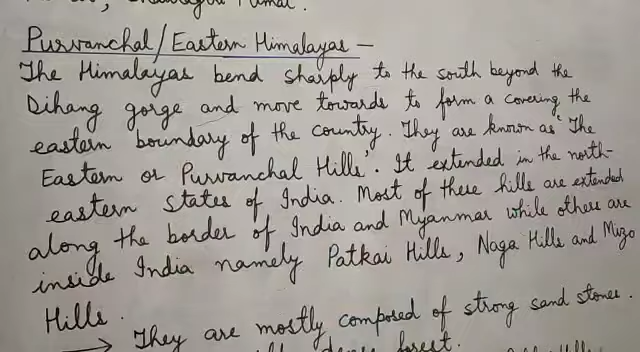 Purvanchal/Eastern Himalayas –
The Himalayas bend sharply to the south beyond the
Dihang gorge and move towards to form a covering the
eastern boundary of the country. They are known as 'The
Eastern or Purvanchal Hills'. It extended in the north-
eastern states of India. Most of these hills are extended
along the border of India and Myanmar while others are
inside India namely Patkai Hills, Naga Hills and Mizo
Hills.
→ They are mostly composed of strong sand stones.
forest.